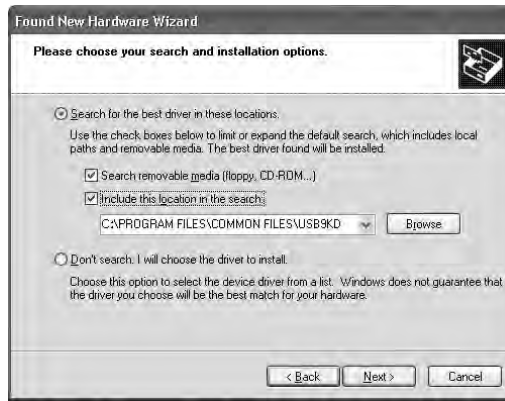 Found New Hardware Wizard
Please choose your search and installation options.
Search for the best driver in these locations.
Use the check boxes below to limit or expand the default search, which includes local
paths and removable media. The best driver found will be installed.
Search removable media (floppy, CD-ROM...)
Include this location in the search:
C:\PROGRAM FILES\COMMON FILES\USB9KD
Browse
Don't search. I will choose the driver to install.
Choose this option to select the device driver from a list. Windows does not guarantee that
the driver you choose will be the best match for your hardware.
< Back Next > Cancel